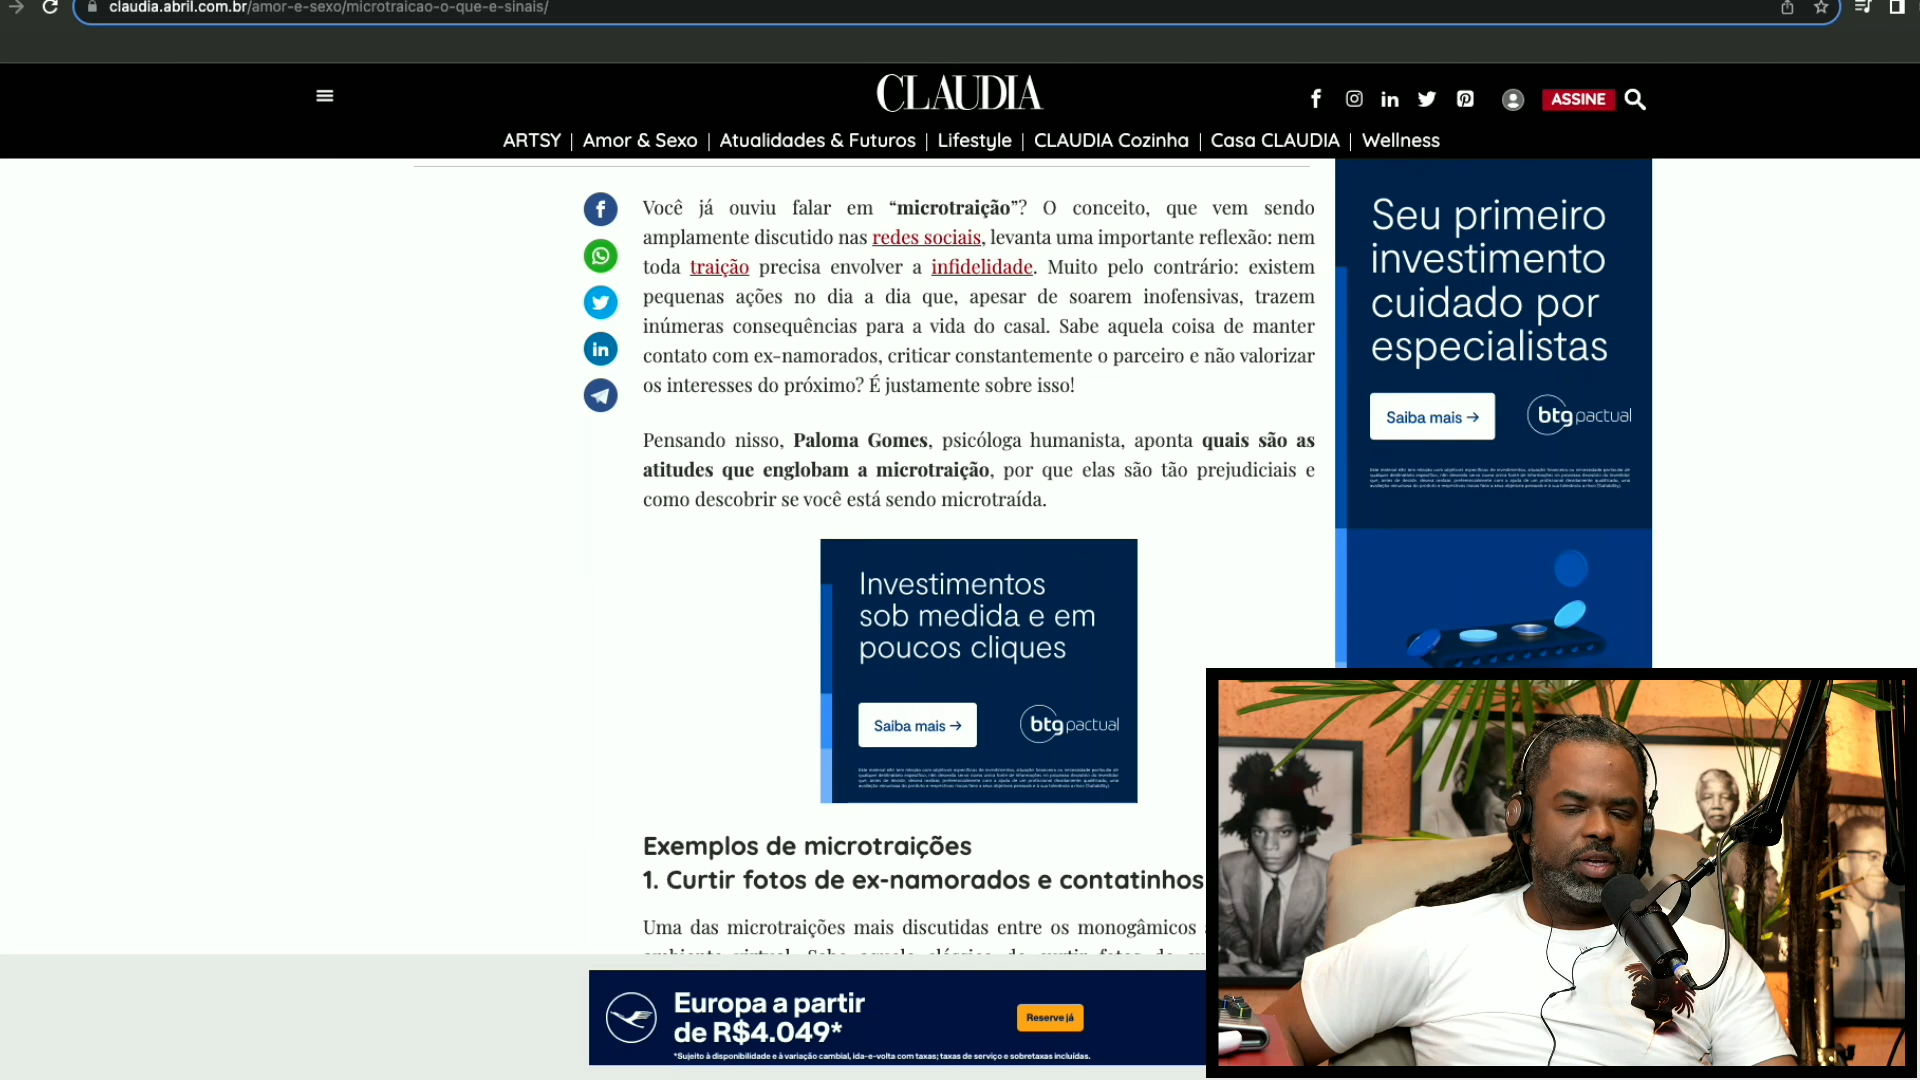 claudia.abril.com.br/amor-e-sexo/microtraicao-o-que-e-sinais/
CLAUDIA
ASSINE
ARTSY | Amor & Sexo | Atualidades & Futuros | Lifestyle | CLAUDIA Cozinha | Casa CLAUDIA | Wellness
Você já ouviu falar em “microtraição”? O conceito, que vem sendo
amplamente discutido nas redes sociais, levanta uma importante reflexão: nem
toda traição precisa envolver a infidelidade. Muito pelo contrário: existem
pequenas ações no dia a dia que, apesar de soarem inofensivas, trazem
inúmeras consequências para a vida do casal. Sabe aquela coisa de manter
contato com ex-namorados, criticar constantemente o parceiro e não valorizar
os interesses do próximo? É justamente sobre isso!
Pensando nisso, Paloma Gomes, psicóloga humanista, aponta quais são as
atitudes que englobam a microtraição, por que elas são tão prejudiciais e
como descobrir se você está sendo microtraída.
Seu primeiro
investimento
cuidado por
especialistas
Saiba mais →
btg pactual
Investimentos
sob medida e em
poucos cliques
Saiba mais →
btg pactual
Exemplos de microtraições
1. Curtir fotos de ex-namorados e contatinhos
Uma das microtraições mais discutidas entre os monogâmicos
Europa a partir
de R$4.049*
Reserve já
*Sujeito à disponibilidade e à variação cambial, ida-e-volta com taxas; taxas de serviço e sobretaxas incluídas.